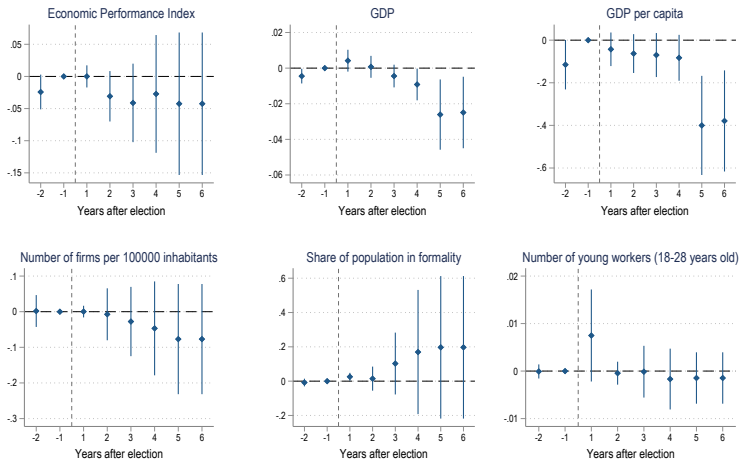 Economic Performance Index
.05
0
-.05
-.1
-.15
-2 -1 1 2 3 4 5 6
Years after election
GDP
.02
0
-.02
-.04
-.06
-2 -1 1 2 3 4 5 6
Years after election
GDP per capita
0
-.2
-.4
-.6
-2 -1 1 2 3 4 5 6
Years after election
Number of firms per 100000 inhabitants
.1
0
-.1
-.2
-.3
-2 -1 1 2 3 4 5 6
Years after election
Share of population in formality
.6
.4
.2
0
.2
-2 -1 1 2 3 4 5 6
Years after election
Number of young workers (18-28 years old)
.02
.01
0
-.01
-2 -1 1 2 3 4 5 6
Years after election